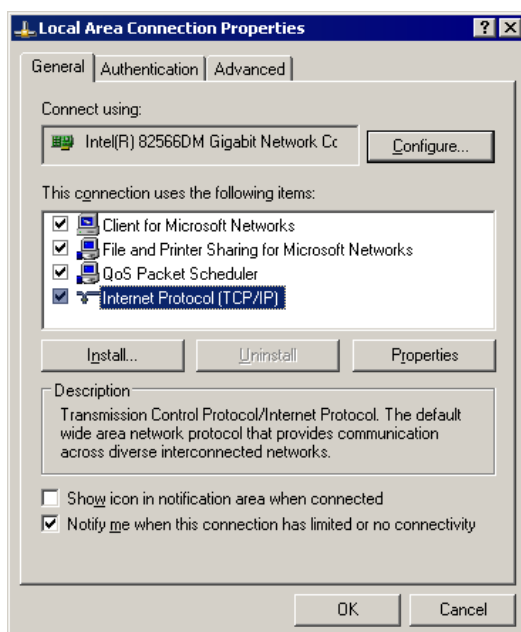 Local Area Connection Properties
General
Authentication
Advanced
Connect using:
Intel(R) 82566DM Gigabit Network Cc
Configure...
This connection uses the following items:
Client for Microsoft Networks
File and Printer Sharing for Microsoft Networks
QoS Packet Scheduler
Internet Protocol (TCP/IP)
Install...
Uninstall
Properties
Description
Transmission Control Protocol/Internet Protocol. The default
wide area network protocol that provides communication
across diverse interconnected networks.
Show icon in notification area when connected
Notify me when this connection has limited or no connectivity
OK
Cancel